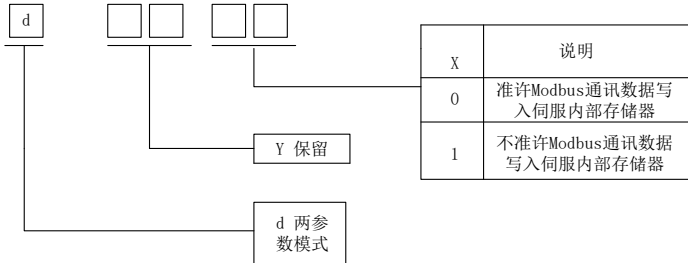 d
X 说明
0 准许Modbus通讯数据写
入伺服内部存储器
1 不准许Modbus通讯数据
写入伺服内部存储器
Y 保留
d 两参
数模式